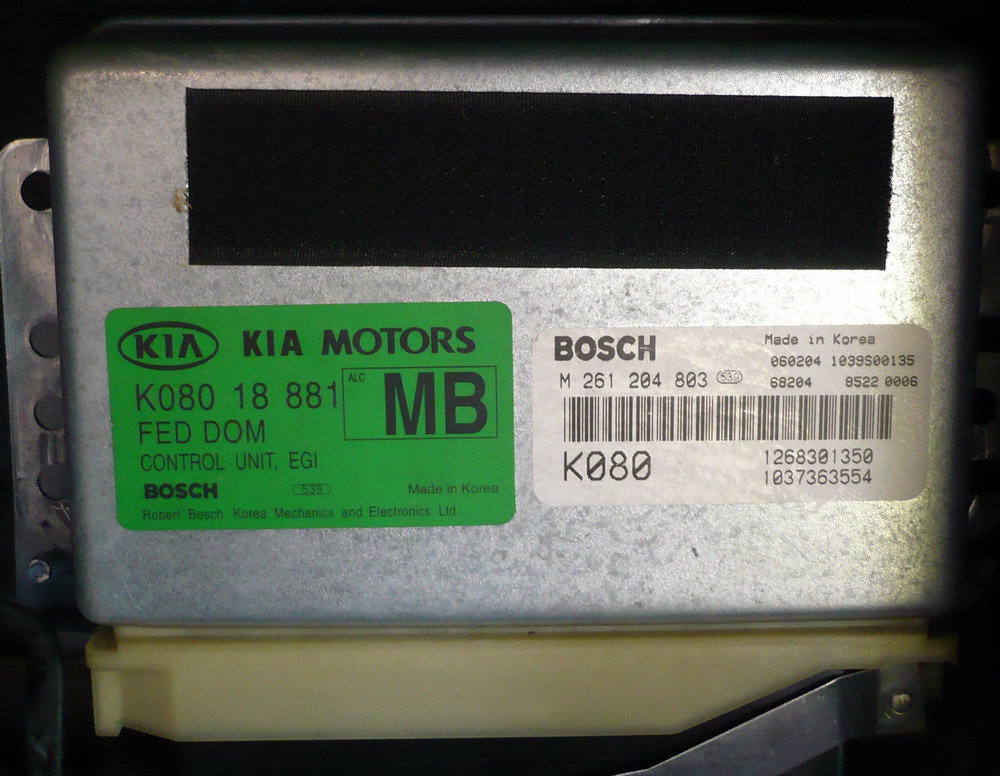 KIA KIA MOTORS
K080 18 881
ALC
MB
FED DOM
CONTROL UNIT, EGI
BOSCH 539 Made in Korea
Robert Bosch Korea Mechanics and Electronics Ltd.
BOSCH Made in Korea
060204 1039S00135
M 261 204 803 539 68204 8522 0006
K080 1268301350
1037363554